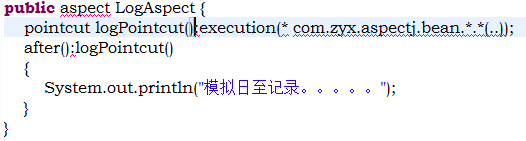 public aspect LogAspect {
pointcut logPointcut():execution(* com.zyx.aspectj.bean.*.*(..));
after():logPointcut()
{
System.out.println("模拟日至记录。。。。。");
}
}